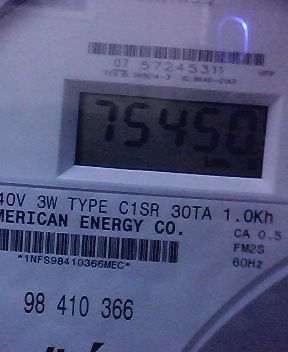 07 57245311
75450
40V 3W TYPE C1SR 30TA 1.0Kh
MERICAN ENERGY CO.
CA 0.5
FM2S
*1NFS98410366MEC*
60Hz
98 410 366